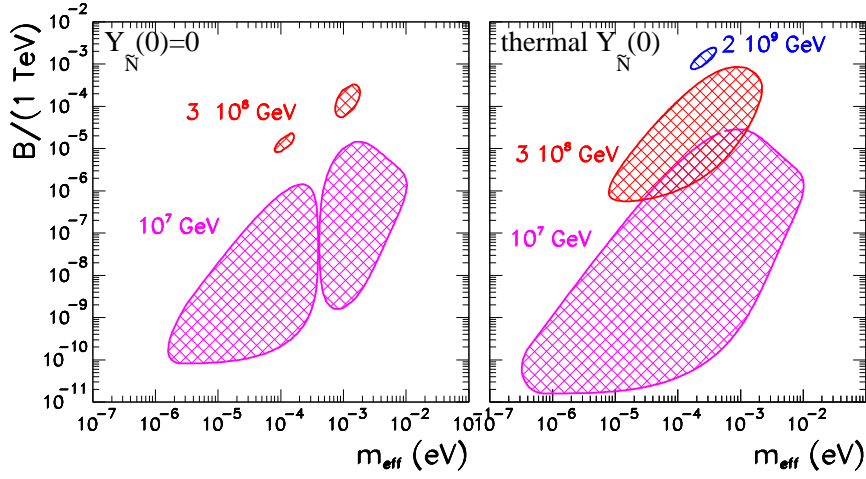 B/(1 TeV)
10⁻²
10⁻³
10⁻⁴
10⁻⁵
10⁻⁶
10⁻⁷
10⁻⁸
10⁻⁹
10⁻¹⁰
10⁻¹¹
Y_Ñ(0)=0
3 10⁸ GeV
10⁷ GeV
10⁻⁷ 10⁻⁶ 10⁻⁵ 10⁻⁴ 10⁻³ 10⁻²
m_eff (eV)
thermal Y_Ñ(0)
2 10⁹ GeV
3 10⁸ GeV
10⁷ GeV
10⁻⁷ 10⁻⁶ 10⁻⁵ 10⁻⁴ 10⁻³ 10⁻²
m_eff (eV)